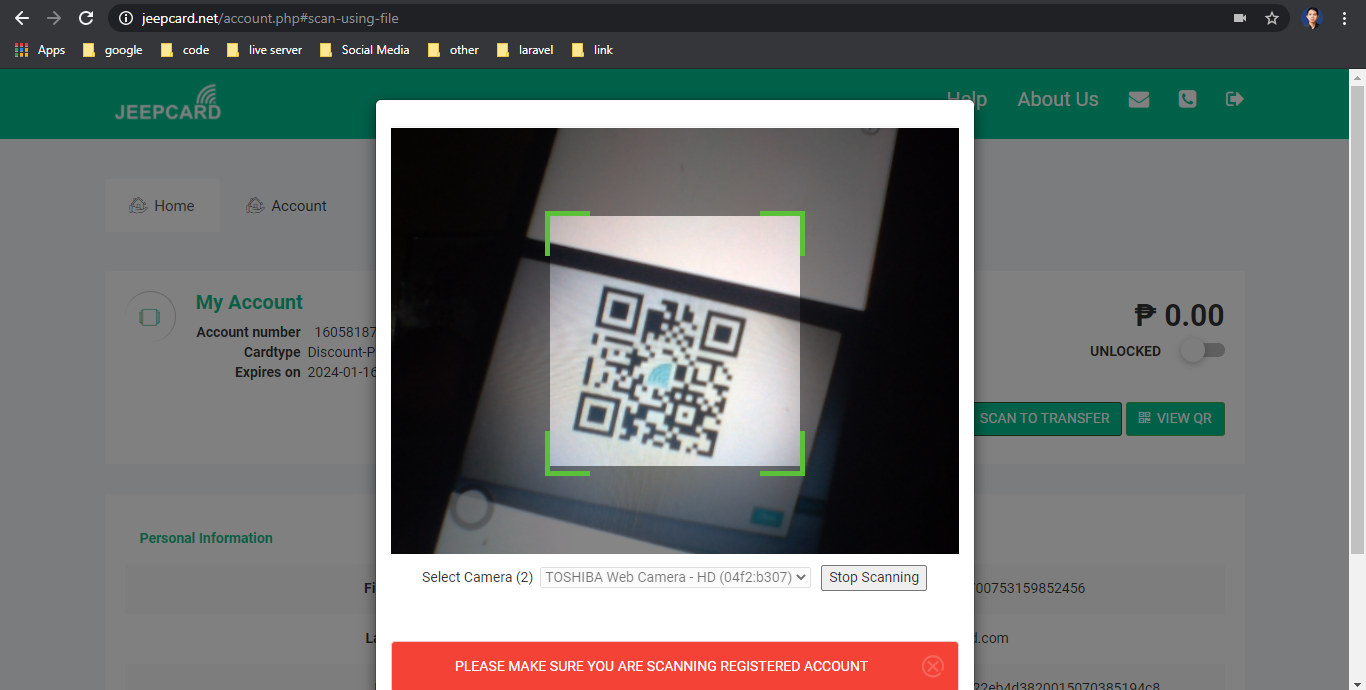 jeepcard.net/account.php#scan-using-file
Apps google code live server Social Media other laravel link
JEEPCARD
Help About Us
Home Account
My Account
Account number 16058187
Cardtype Discount-P
Expires on 2024-01-16
₱ 0.00
UNLOCKED
SCAN TO TRANSFER VIEW QR
Personal Information
Select Camera (2) TOSHIBA Web Camera - HD (04f2:b307) Stop Scanning
Fi
00753159852456
La
d.com
PLEASE MAKE SURE YOU ARE SCANNING REGISTERED ACCOUNT
22eb4d3820015070385194c8